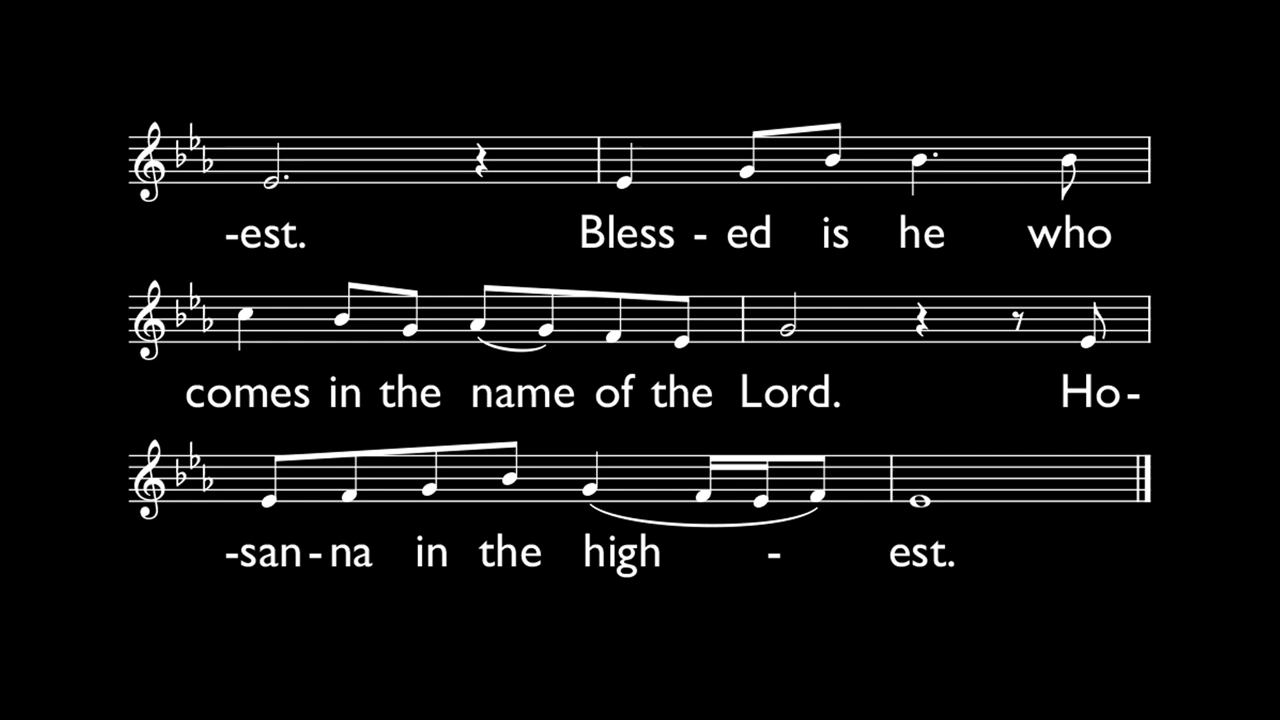 -est. Bless - ed is he who
comes in the name of the Lord. Ho-
-san-na in the high - est.